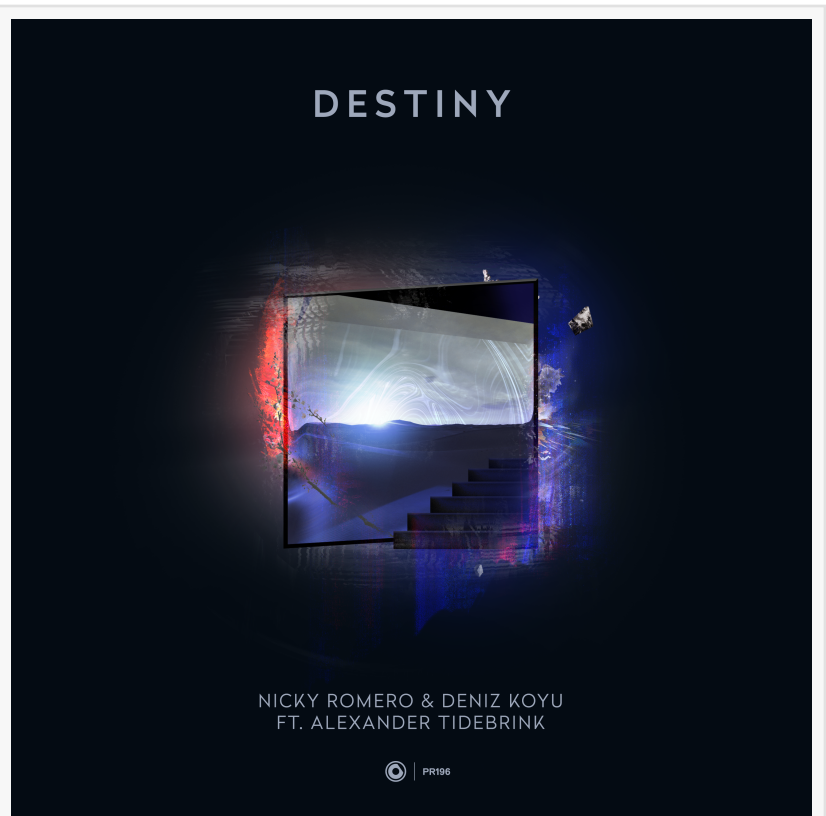 DESTINY
NICKY ROMERO & DENIZ KOYU
FT. ALEXANDER TIDEBRINK
PR196